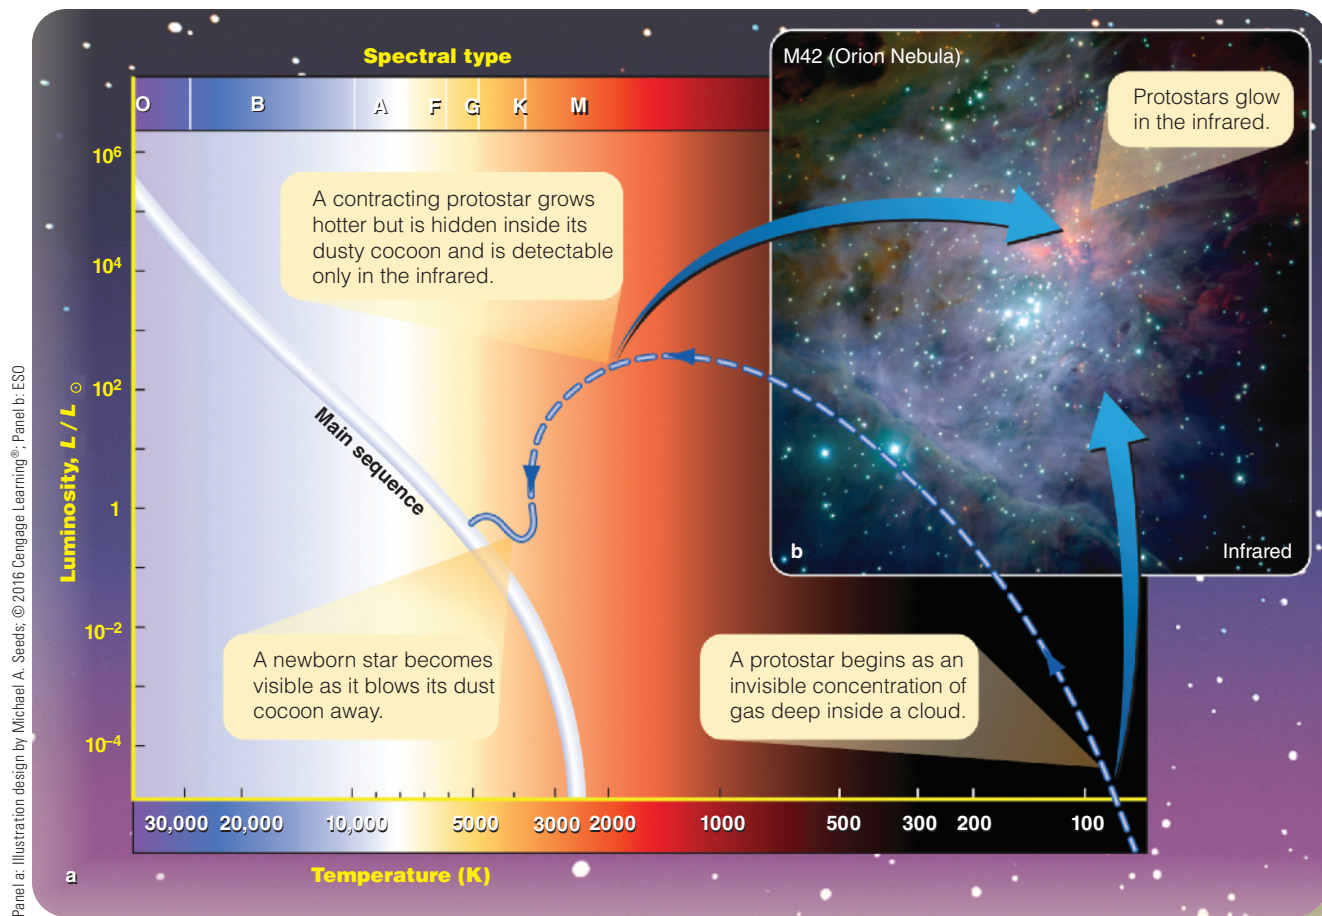 Spectral type
O B A F G K M
M42 (Orion Nebula)
Protostars glow
in the infrared.
A contracting protostar grows
hotter but is hidden inside its
dusty cocoon and is detectable
only in the infrared.
10⁶
10⁴
10²
1
10⁻²
10⁻⁴
Luminosity, L / L ☉
Main sequence
b
Infrared
A newborn star becomes
visible as it blows its dust
cocoon away.
A protostar begins as an
invisible concentration of
gas deep inside a cloud.
30,000 20,000 10,000 5000 3000 2000 1000 500 300 200 100
a
Temperature (K)
Panel a: Illustration design by Michael A. Seeds; © 2016 Cengage Learning®; Panel b: ESO